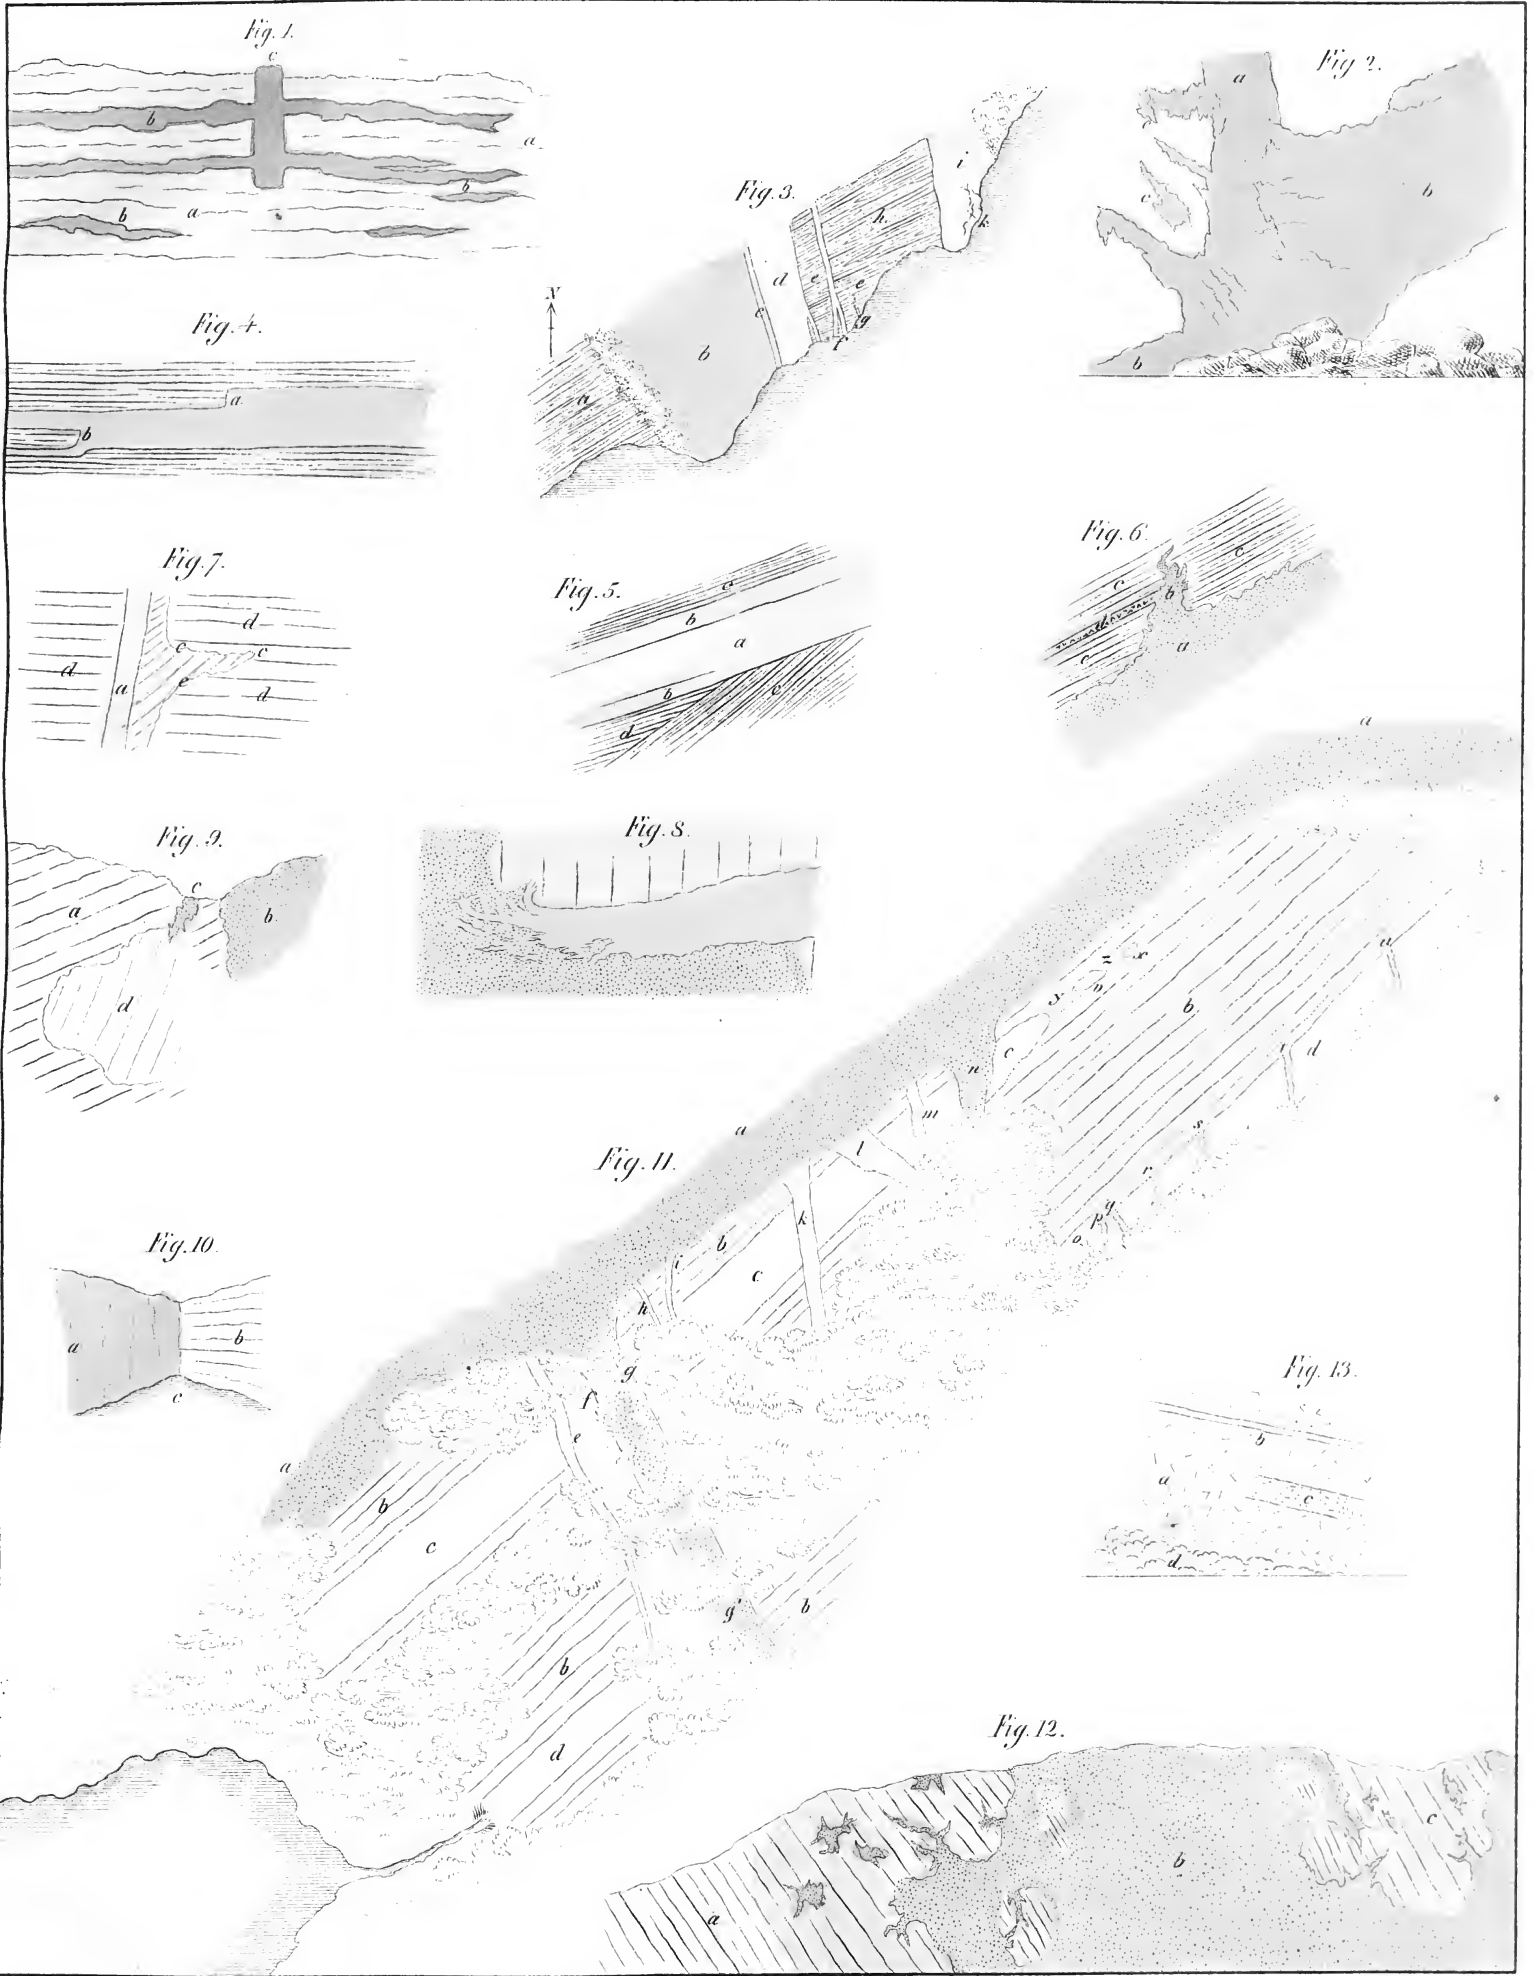 Fig. 1.
c
b
a
b
b
a
Fig 2.
a
c
b
b
Fig. 3.
i
h
k
d
e
e
c
g
f
b
a
N
Fig. 4.
a
b
Fig. 7.
d
e
c
d
a
e
d
Fig. 5.
c
b
a
b
c
d
Fig. 6.
c
c
b
c
a
Fig. 9.
c
a
b
d
Fig. 8.
Fig. 11.
a
a
a
u
x
z
v
y
b
c
t
d
n
m
s
l
r
q
p
o
k
b
i
c
h
g
f
e
b
c
g'
b
b
d
Fig. 10.
a
b
c
Fig. 13.
b
a
c
d
Fig. 12.
a
b
c